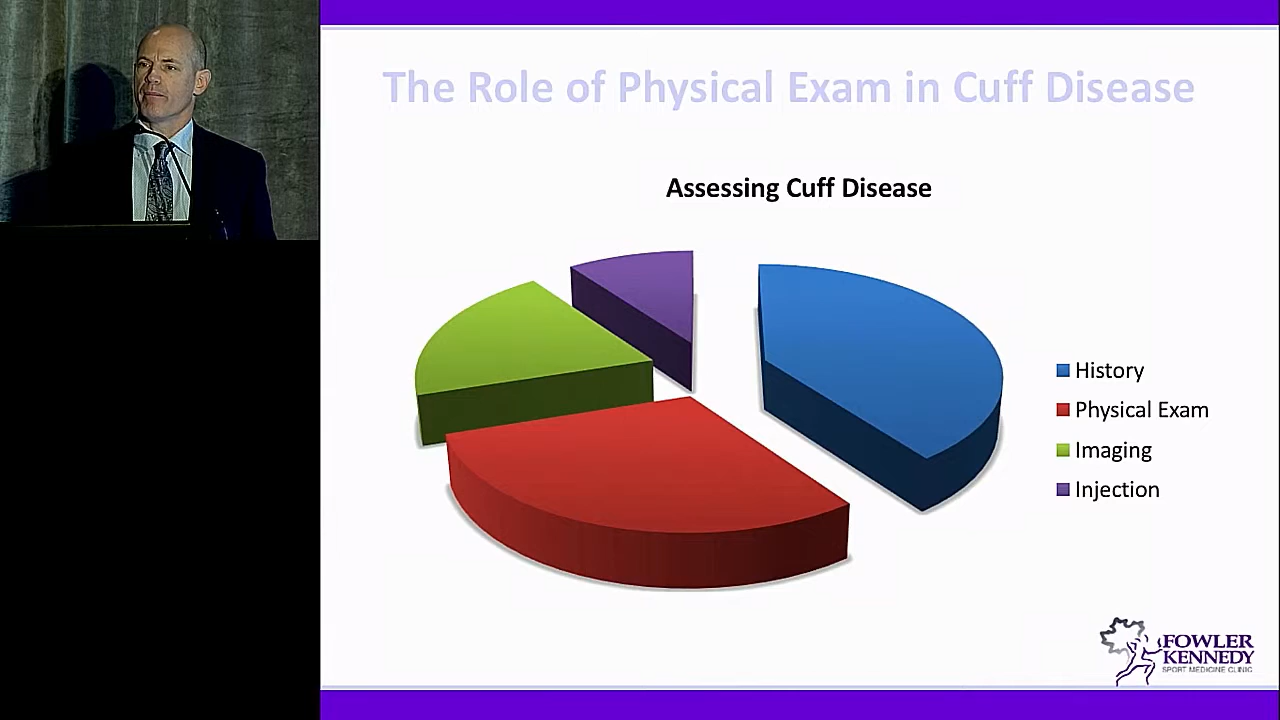 The Role of Physical Exam in Cuff Disease
Assessing Cuff Disease
History
Physical Exam
Imaging
Injection
FOWLER
KENNEDY
SPORT MEDICINE CLINIC